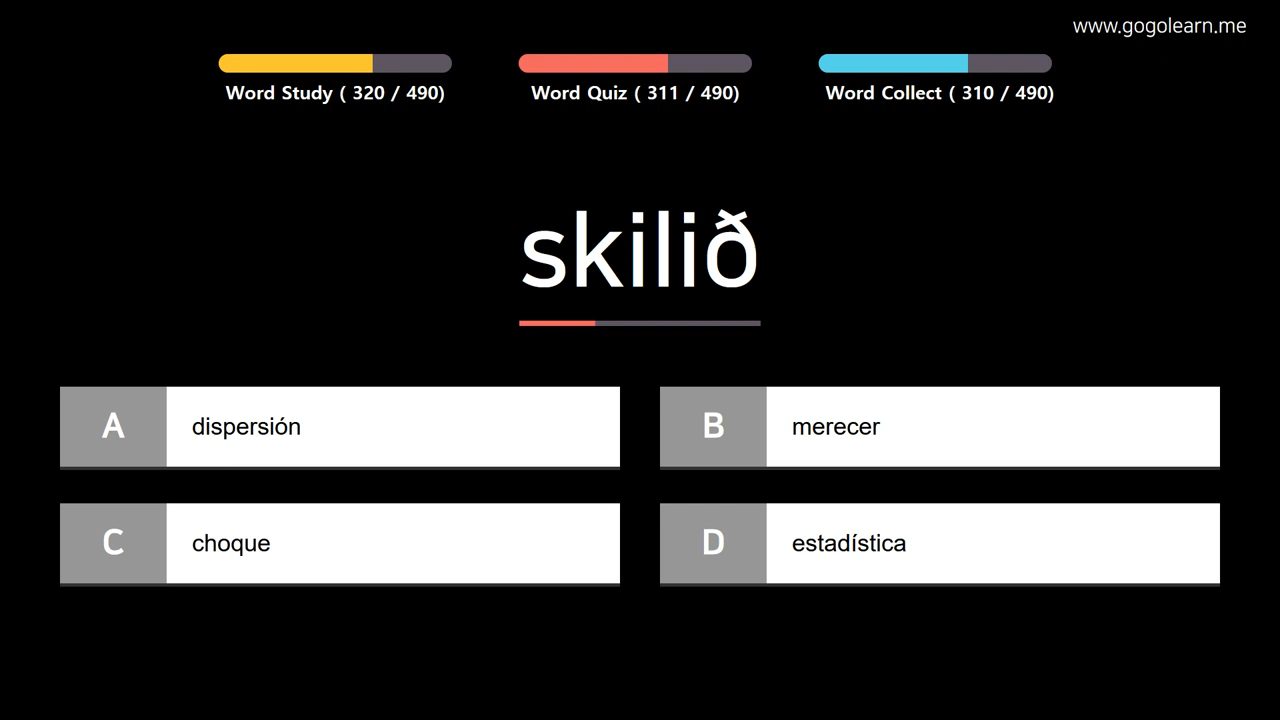 www.gogolearn.me
Word Study ( 320 / 490)
Word Quiz ( 311 / 490)
Word Collect ( 310 / 490)
skilið
A dispersión
B merecer
C choque
D estadística